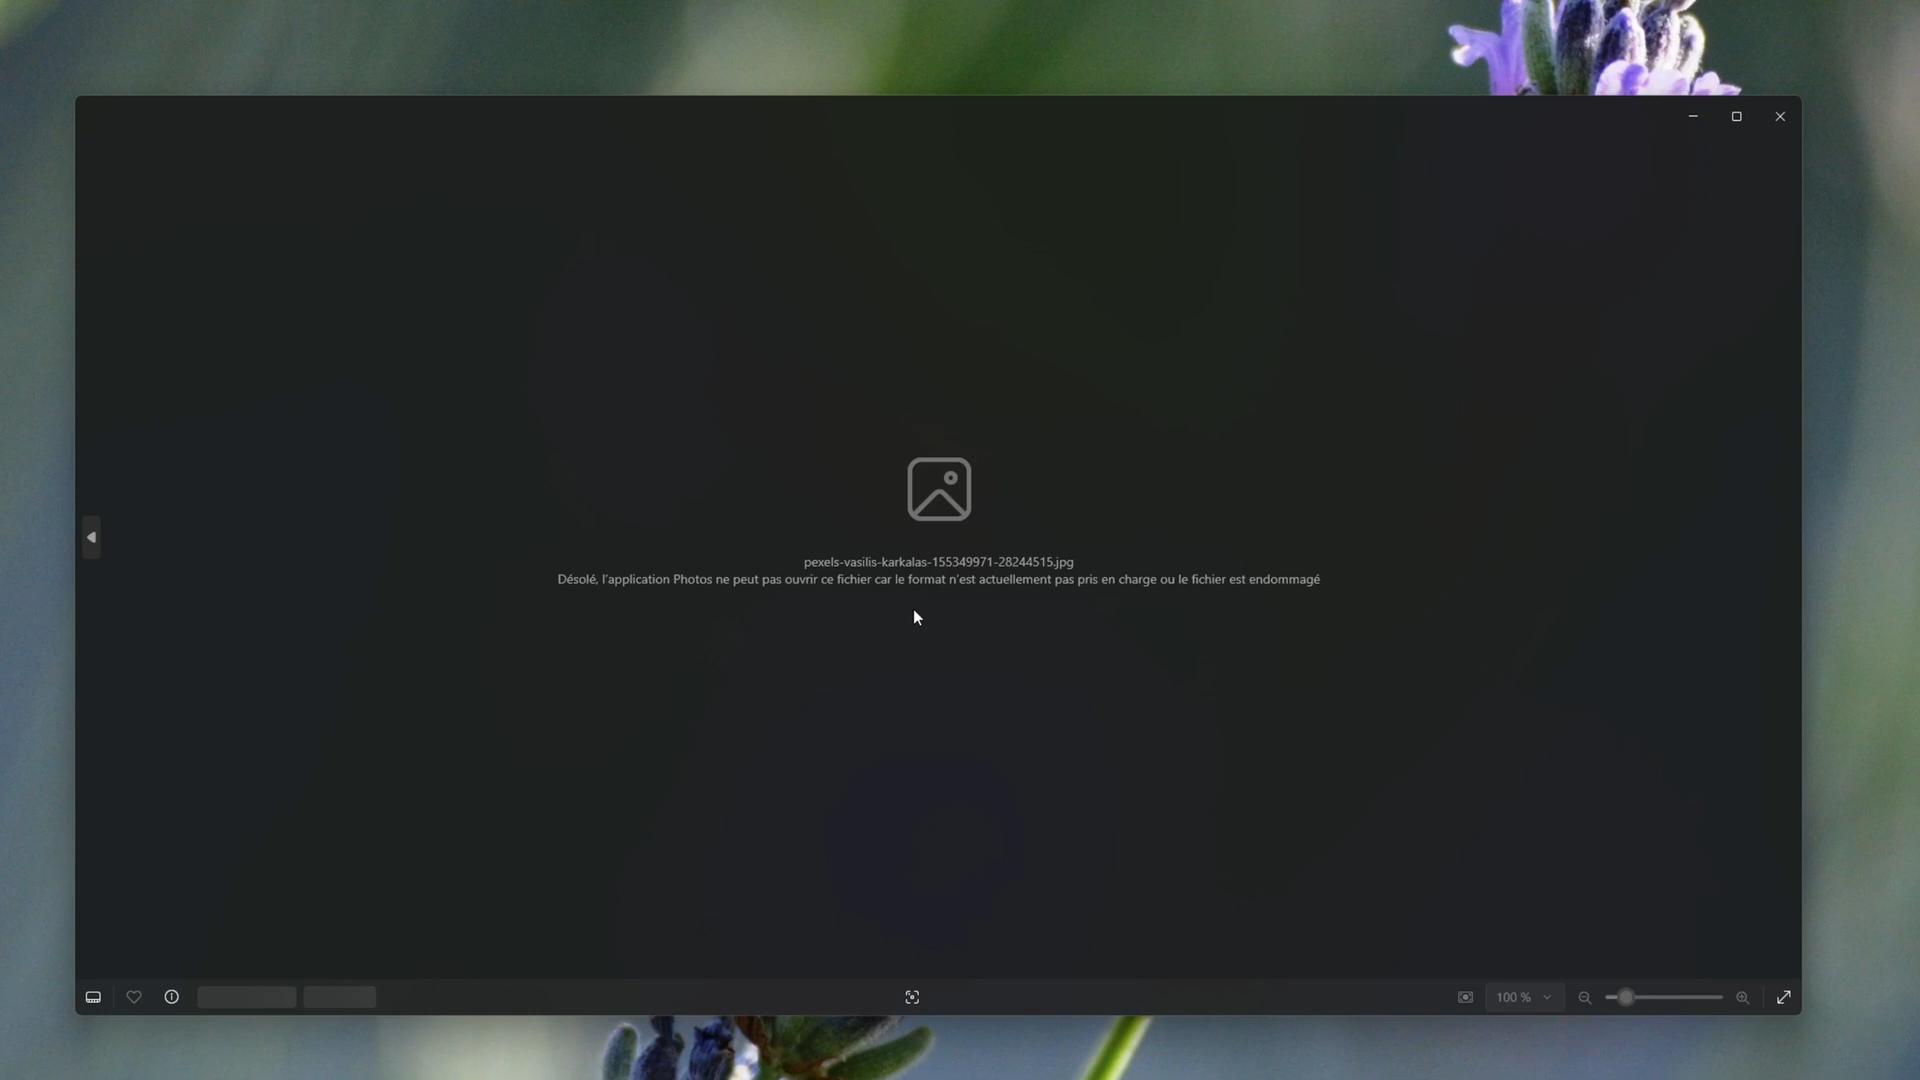 pexels-vasilis-karkalas-155349971-28244515.jpg
Désolé, l’application Photos ne peut pas ouvrir ce fichier car le format n’est actuellement pas pris en charge ou le fichier est endommagé
100 %